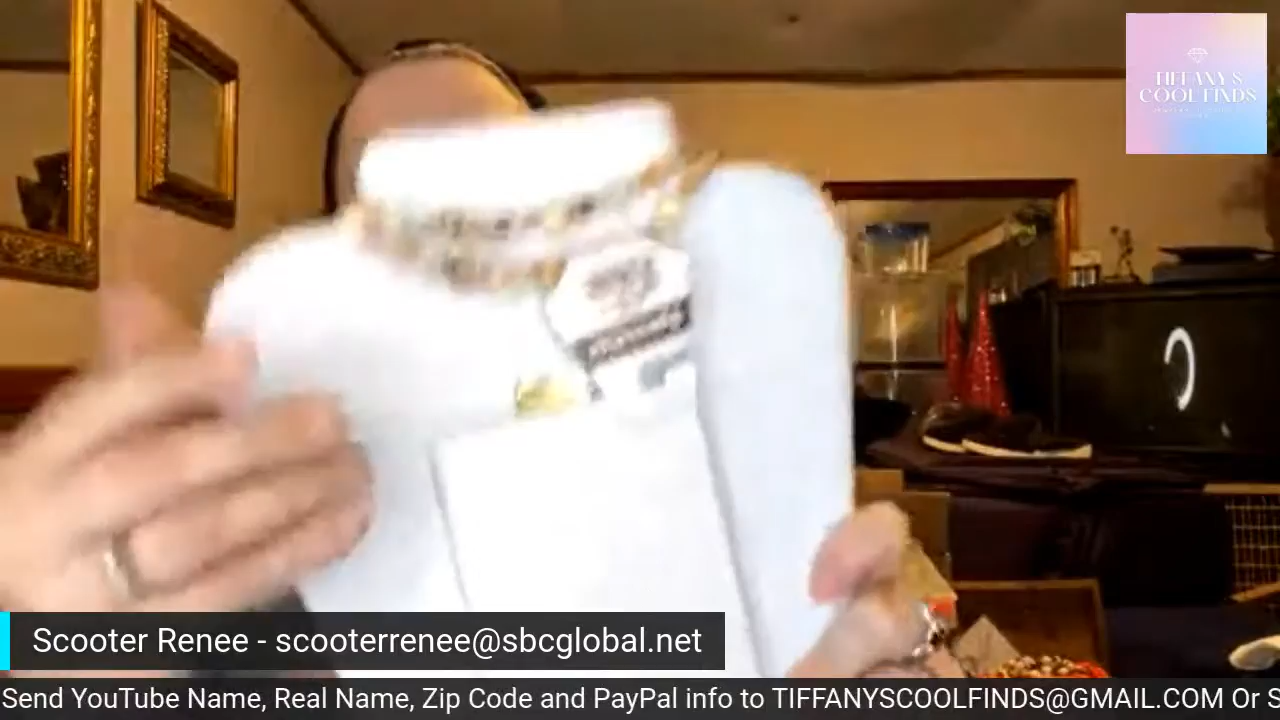 TIFFANY'S
COOL FINDS
Scooter Renee - scooterrenee@sbcglobal.net
Send YouTube Name, Real Name, Zip Code and PayPal info to TIFFANYSCOOLFINDS@GMAIL.COM Or S